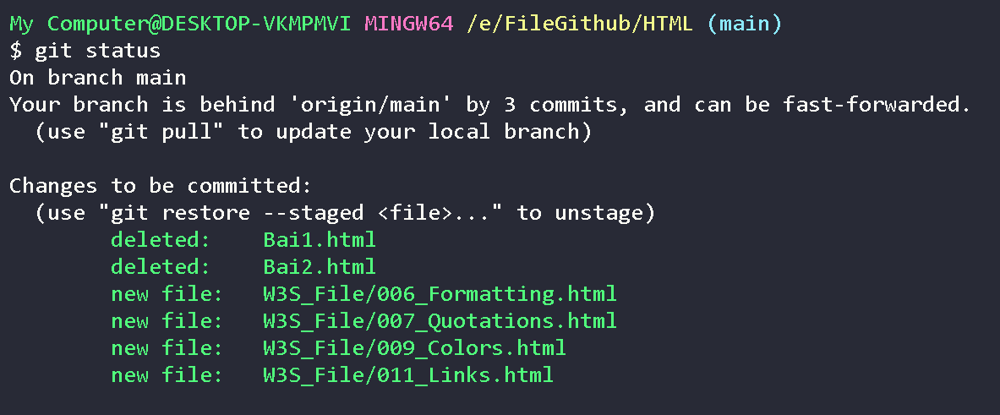 My Computer@DESKTOP-VKMPMVI MINGW64 /e/FileGithub/HTML (main)
$ git status
On branch main
Your branch is behind 'origin/main' by 3 commits, and can be fast-forwarded.
  (use "git pull" to update your local branch)

Changes to be committed:
  (use "git restore --staged <file>..." to unstage)
        deleted:    Bai1.html
        deleted:    Bai2.html
        new file:   W3S_File/006_Formatting.html
        new file:   W3S_File/007_Quotations.html
        new file:   W3S_File/009_Colors.html
        new file:   W3S_File/011_Links.html